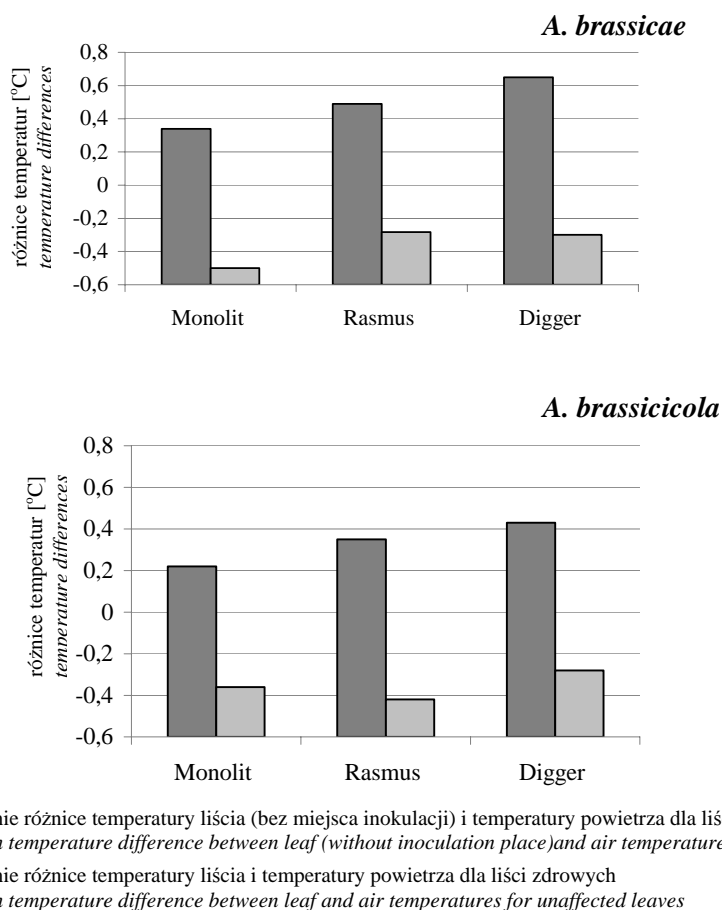 A. brassicae
różnice temperatur [°C]
temperature differences
0,8
0,6
0,4
0,2
0
-0,2
-0,4
-0,6
Monolit Rasmus Digger
A. brassicicola
różnice temperatur [°C]
temperature differences
0,8
0,6
0,4
0,2
0
-0,2
-0,4
-0,6
Monolit Rasmus Digger
różnice temperatury liścia (bez miejsca inokulacji) i temperatury powietrza dla
temperature difference between leaf (without inoculation place)and air temperature
różnice temperatury liścia i temperatury powietrza dla liści zdrowych
temperature difference between leaf and air temperatures for unaffected leaves